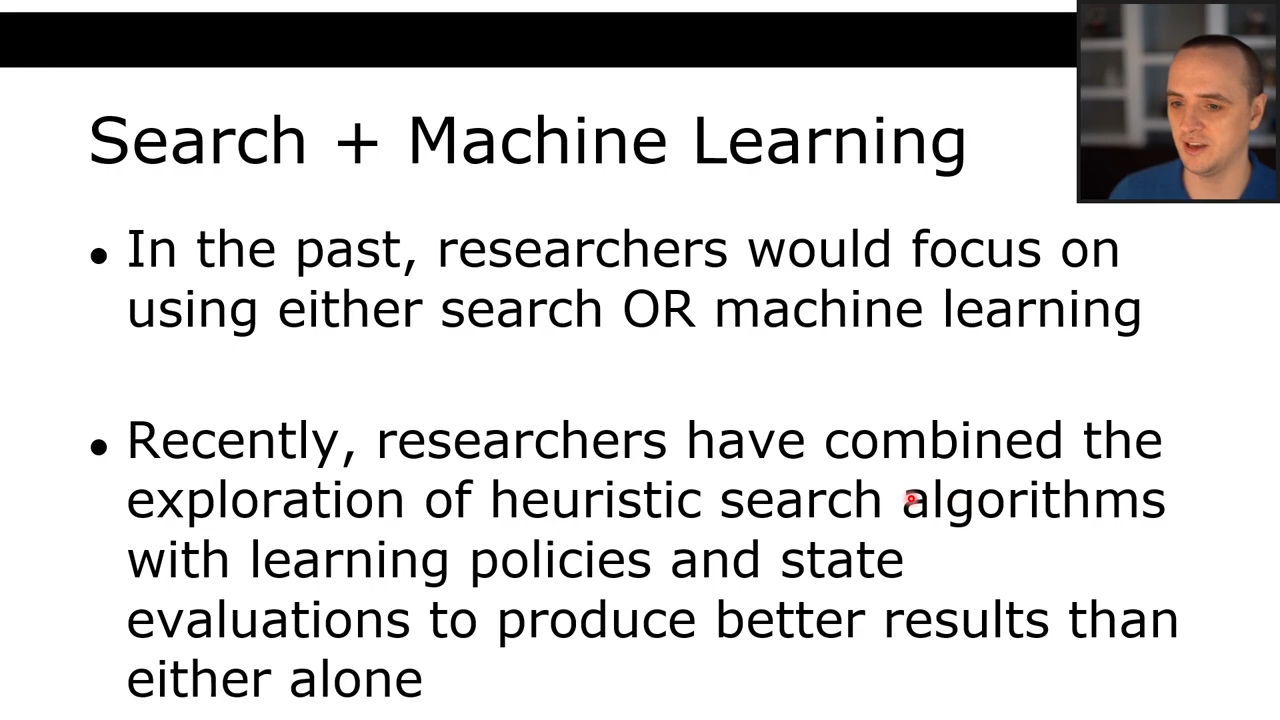 Search + Machine Learning
• In the past, researchers would focus on
using either search OR machine learning
• Recently, researchers have combined the
exploration of heuristic search algorithms
with learning policies and state
evaluations to produce better results than
either alone